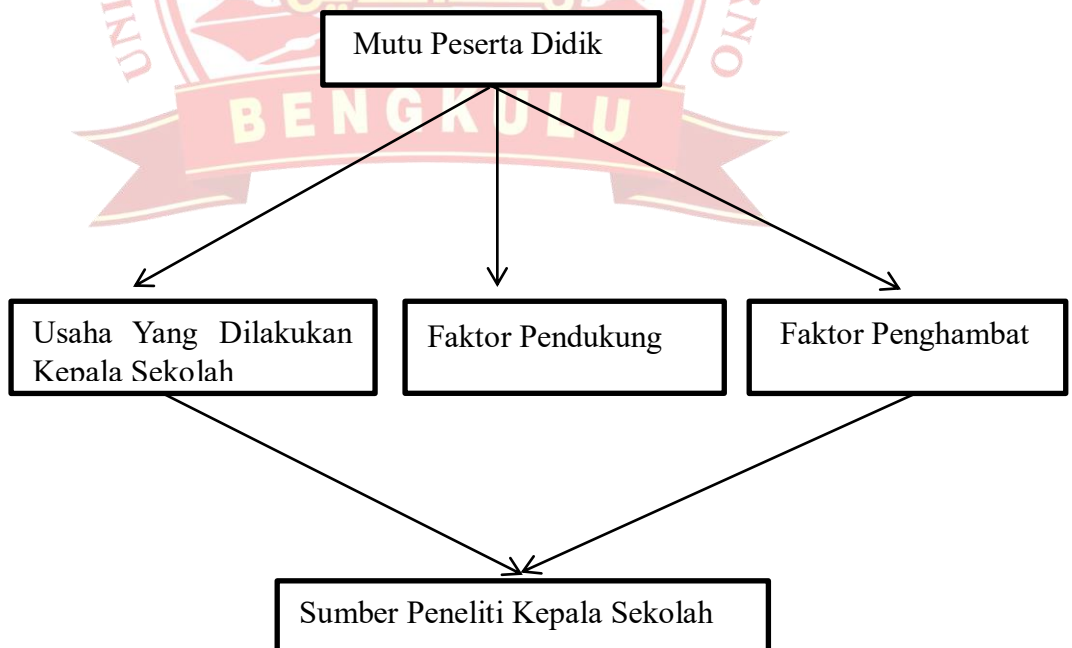 Mutu Peserta Didik
BENGKULU
Usaha Yang Dilakukan
Kepala Sekolah
Faktor Pendukung
Faktor Penghambat
Sumber Peneliti Kepala Sekolah